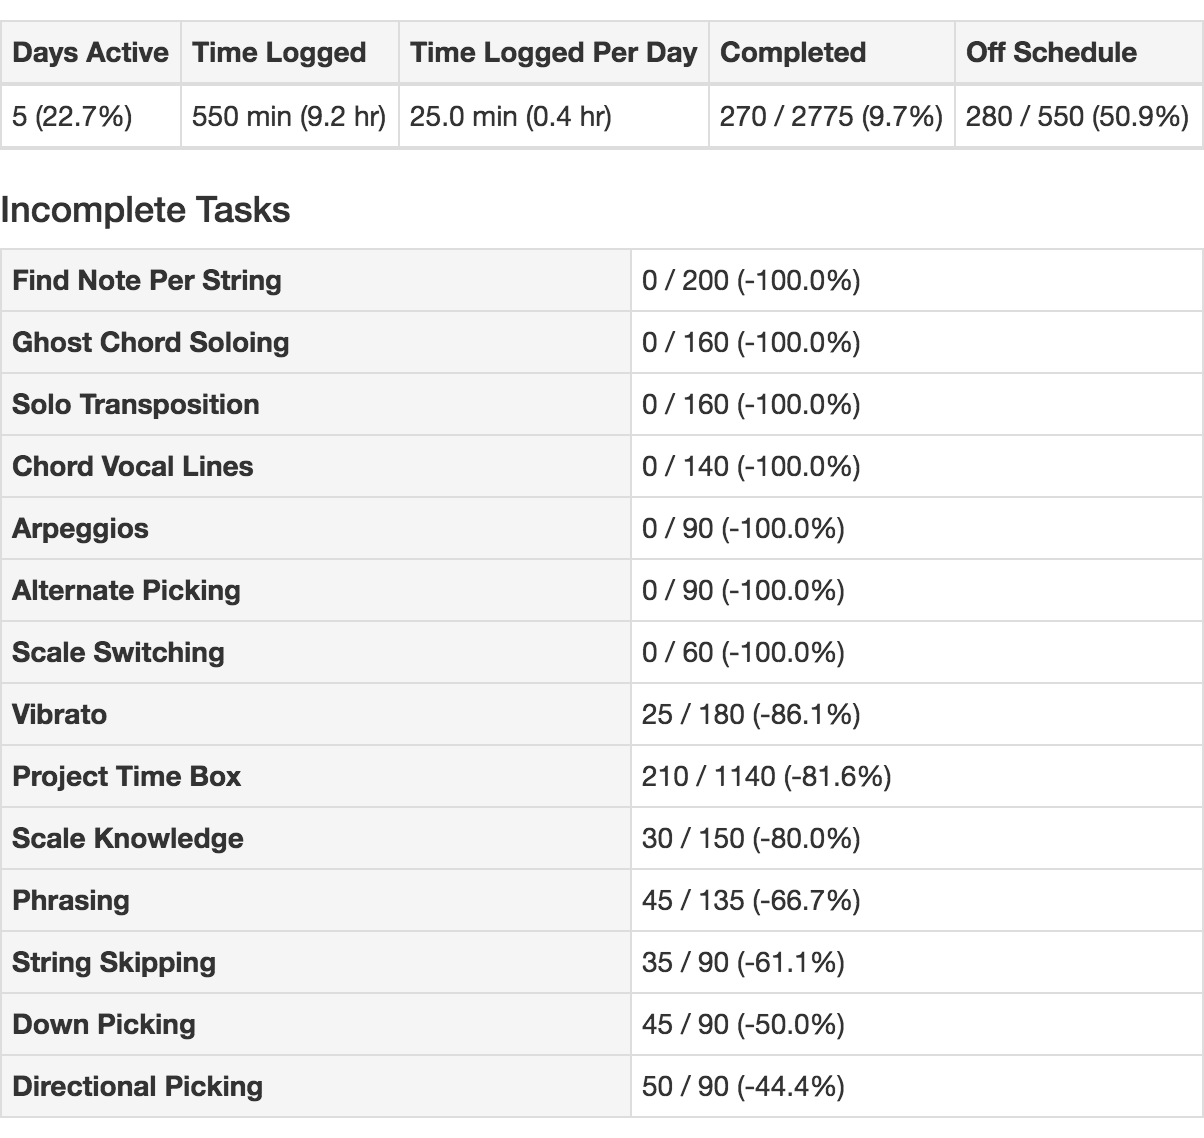 Days Active Time Logged Time Logged Per Day Completed Off Schedule
5 (22.7%) 550 min (9.2 hr) 25.0 min (0.4 hr) 270 / 2775 (9.7%) 280 / 550 (50.9%)
Incomplete Tasks
Find Note Per String 0 / 200 (-100.0%)
Ghost Chord Soloing 0 / 160 (-100.0%)
Solo Transposition 0 / 160 (-100.0%)
Chord Vocal Lines 0 / 140 (-100.0%)
Arpeggios 0 / 90 (-100.0%)
Alternate Picking 0 / 90 (-100.0%)
Scale Switching 0 / 60 (-100.0%)
Vibrato 25 / 180 (-86.1%)
Project Time Box 210 / 1140 (-81.6%)
Scale Knowledge 30 / 150 (-80.0%)
Phrasing 45 / 135 (-66.7%)
String Skipping 35 / 90 (-61.1%)
Down Picking 45 / 90 (-50.0%)
Directional Picking 50 / 90 (-44.4%)